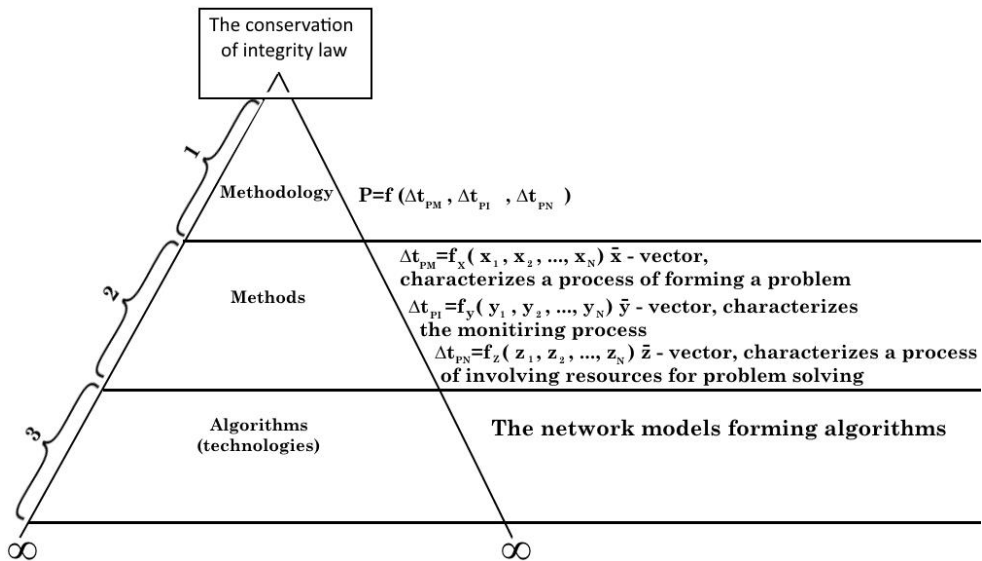 The conservation
of integrity law
1
Methodology
P=f (Δt_PM , Δt_PI , Δt_PN )
2
Methods
Δt_PM=f_X( x_1 , x_2 , ..., x_N ) x̄ - vector,
characterizes a process of forming a problem
Δt_PI=f_y( y_1 , y_2 , ..., y_N ) ȳ - vector, characterizes
the monitiring process
Δt_PN=f_Z( z_1 , z_2 , ..., z_N ) z̄ - vector, characterizes a process
of involving resources for problem solving
3
Algorithms
(technologies)
The network models forming algorithms
∞ ∞